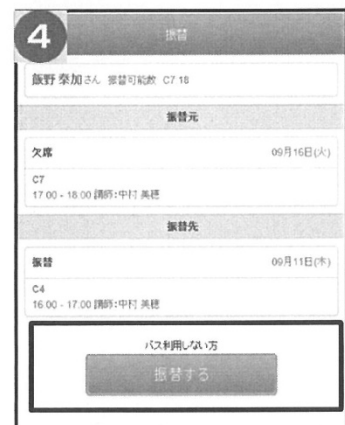 4
振替
飯野 泰加さん 振替可能数 C7 18
振替元
欠席 09月16日(火)
C7
17:00 - 18:00 講師:中村 美穂
振替先
振替 09月11日(木)
C4
16:00 - 17:00 講師:中村 美穂
バス利用しない方
振替する